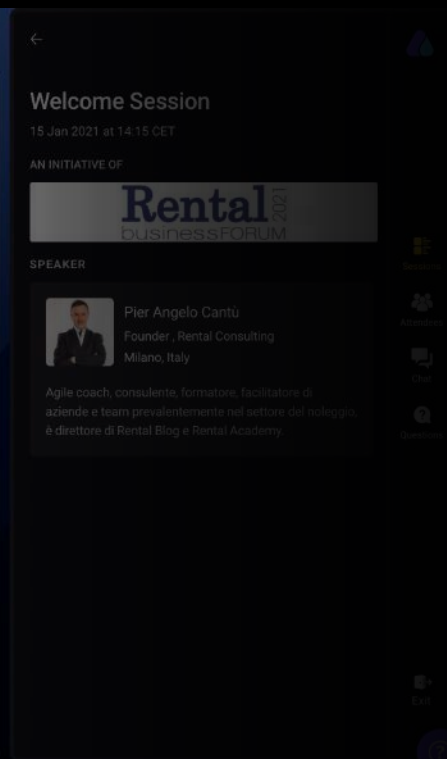 Welcome Session
15 Jan 2021 at 14:15 CET
AN INITIATIVE OF
Rental 2021
businessFORUM
SPEAKER
Pier Angelo Cantù
Founder , Rental Consulting
Milano, Italy
Agile coach, consulente, formatore, facilitatore di
aziende e team prevalentemente nel settore del noleggio,
è direttore di Rental Blog e Rental Academy.
Sessions
Attendees
Chat
Questions
Exit